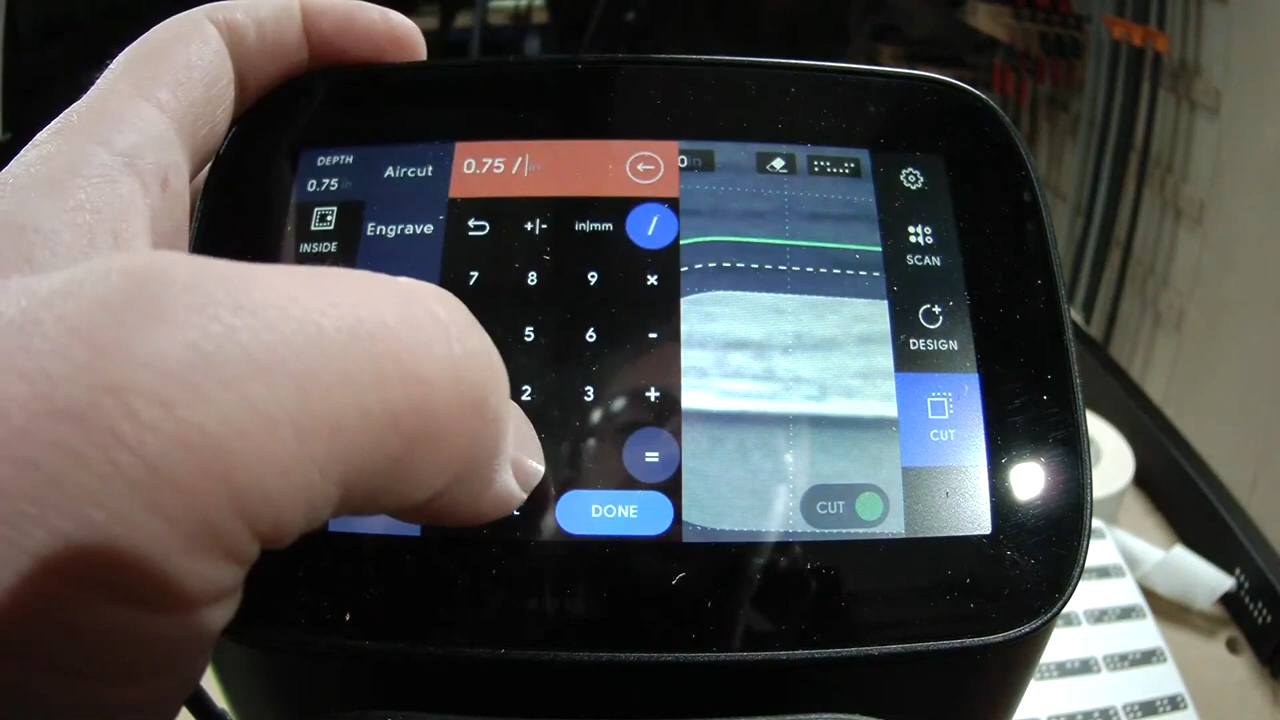 DEPTH
0.75 in
INSIDE
Aircut
Engrave
0.75 / in
+|- in|mm /
7 8 9 ×
5 6 -
2 3 +
=
DONE
0in
CUT
SCAN
DESIGN
CUT